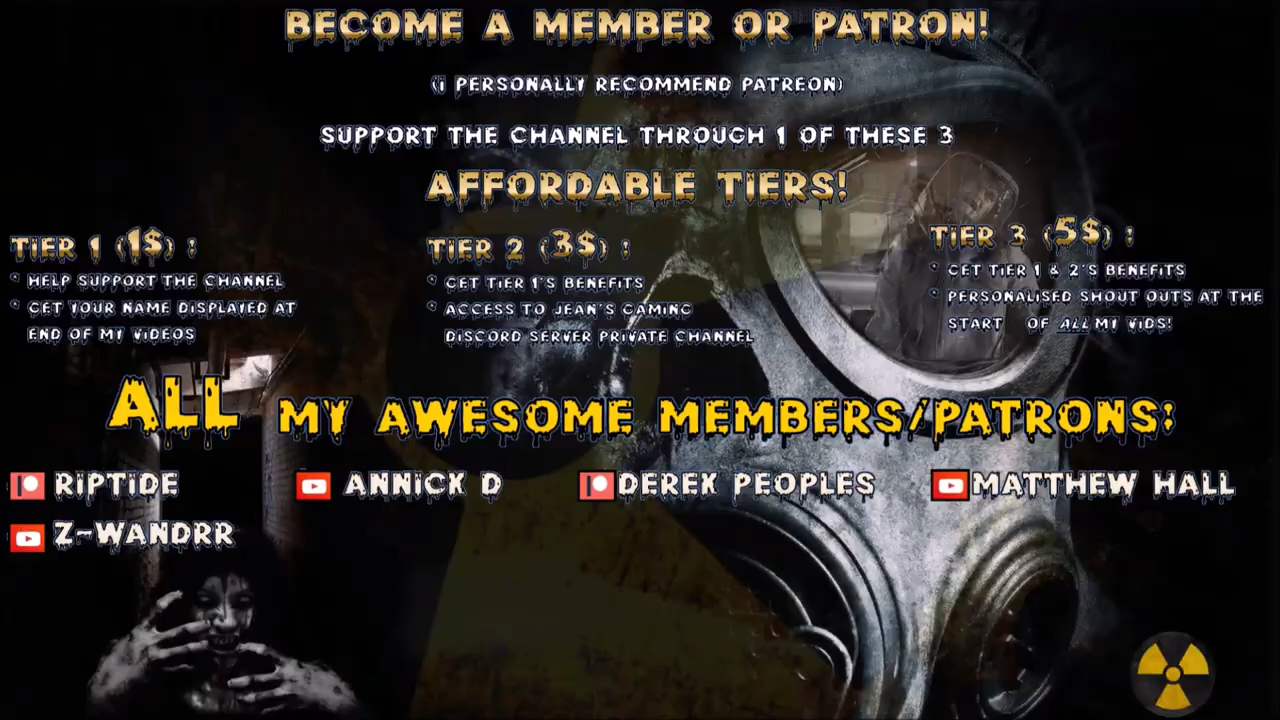 BECOME A MEMBER OR PATRON!
(I PERSONALLY RECOMMEND PATREON)
SUPPORT THE CHANNEL THROUGH 1 OF THESE 3
AFFORDABLE TIERS!
TIER 1 (1$) :
* HELP SUPPORT THE CHANNEL
* GET YOUR NAME DISPLAYED AT
END OF MY VIDEOS
TIER 2 (3$) :
* GET TIER 1'S BENEFITS
* ACCESS TO JEAN'S GAMING
DISCORD SERVER PRIVATE CHANNEL
TIER 3 (5$) :
* GET TIER 1 & 2'S BENEFITS
* PERSONALISED SHOUT OUTS AT THE
START OF ALL MY VIDS!
ALL MY AWESOME MEMBERS/PATRONS:
RIPTIDE ANNICK D DEREK PEOPLES MATTHEW HALL
Z-WANDRR